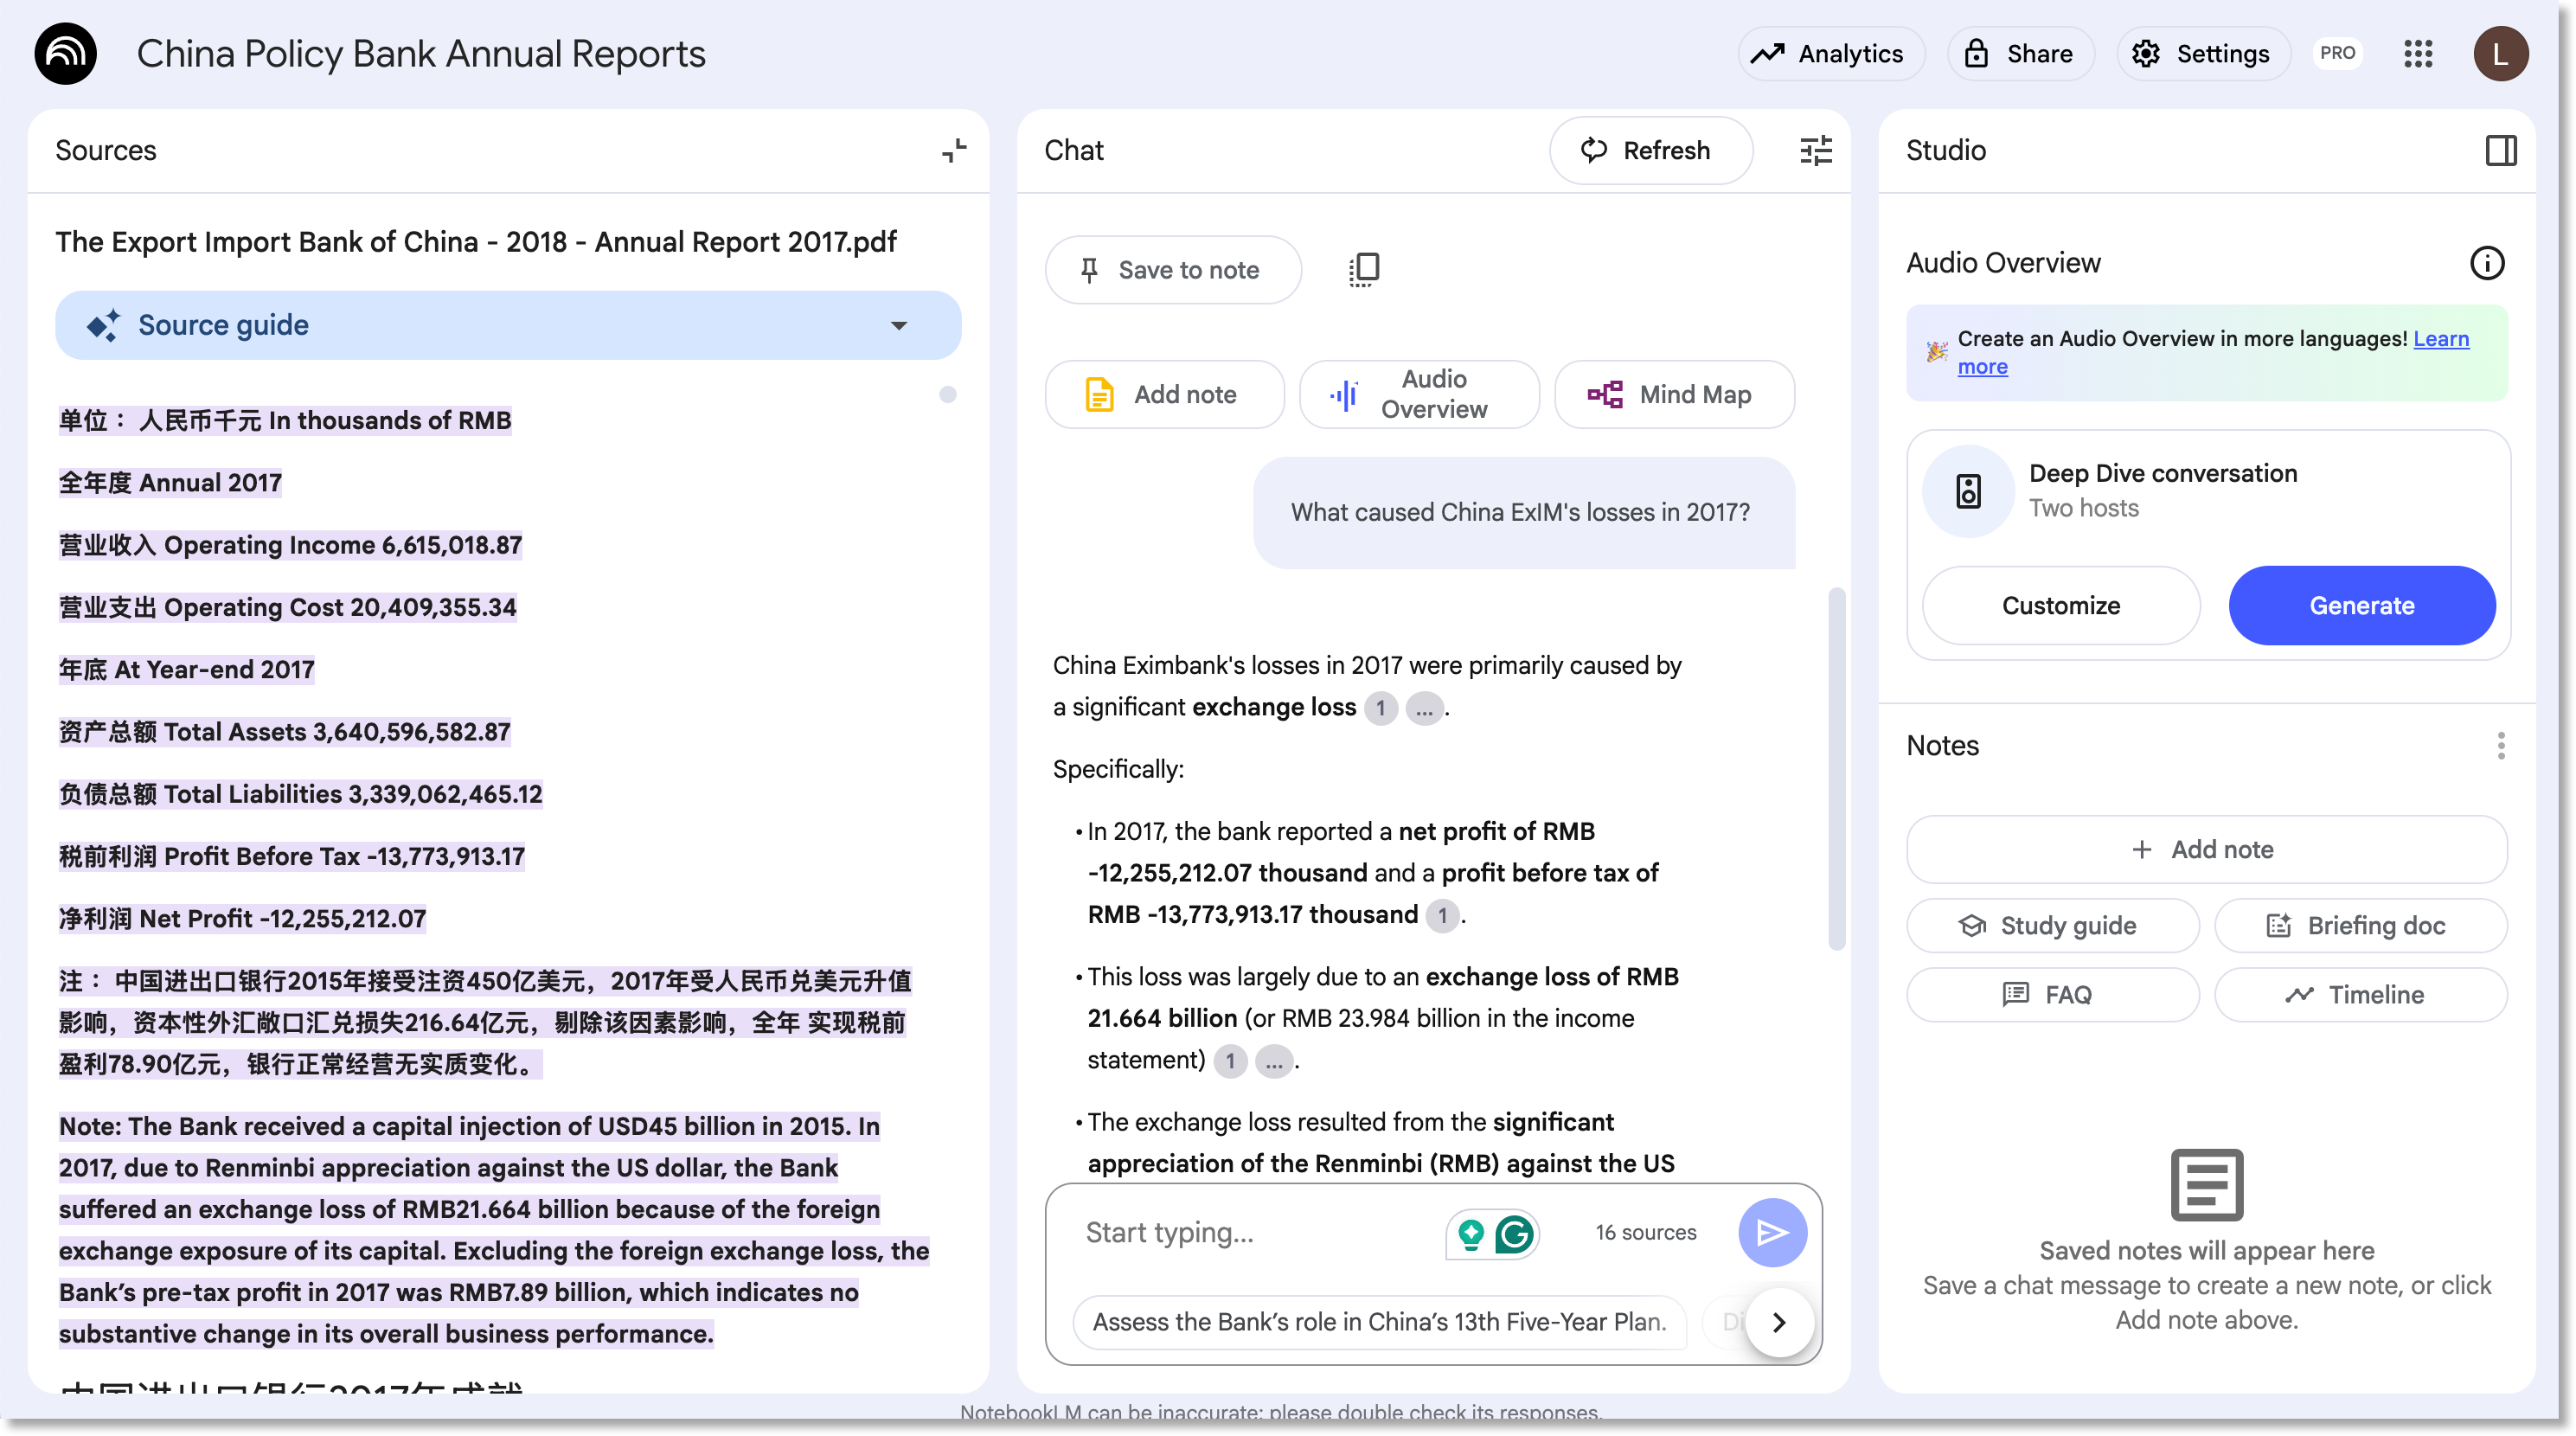 China Policy Bank Annual Reports
Analytics
Share
Settings
PRO
L
Sources
The Export Import Bank of China - 2018 - Annual Report 2017.pdf
Source guide
单位： 人民币千元 In thousands of RMB
全年度 Annual 2017
营业收入 Operating Income 6,615,018.87
营业支出 Operating Cost 20,409,355.34
年底 At Year-end 2017
资产总额 Total Assets 3,640,596,582.87
负债总额 Total Liabilities 3,339,062,465.12
税前利润 Profit Before Tax -13,773,913.17
净利润 Net Profit -12,255,212.07
注： 中国进出口银行2015年接受注资450亿美元，2017年受人民币兑美元升值
影响，资本性外汇敞口汇兑损失216.64亿元，剔除该因素影响，全年 实现税前
盈利78.90亿元，银行正常经营无实质变化。
Note: The Bank received a capital injection of USD45 billion in 2015. In
2017, due to Renminbi appreciation against the US dollar, the Bank
suffered an exchange loss of RMB21.664 billion because of the foreign
exchange exposure of its capital. Excluding the foreign exchange loss, the
Bank’s pre-tax profit in 2017 was RMB7.89 billion, which indicates no
substantive change in its overall business performance.
中国进出口银行2017年成就
Chat
Refresh
Save to note
Add note
Audio
Overview
Mind Map
What caused China ExIM's losses in 2017?
China Eximbank's losses in 2017 were primarily caused by
a significant exchange loss 1 ... .
Specifically:
• In 2017, the bank reported a net profit of RMB
-12,255,212.07 thousand and a profit before tax of
RMB -13,773,913.17 thousand 1 .
• This loss was largely due to an exchange loss of RMB
21.664 billion (or RMB 23.984 billion in the income
statement) 1 ... .
• The exchange loss resulted from the significant
appreciation of the Renminbi (RMB) against the US
Start typing...
G
16 sources
Assess the Bank’s role in China’s 13th Five-Year Plan.
Di
Studio
Audio Overview
Create an Audio Overview in more languages! Learn
more
Deep Dive conversation
Two hosts
Customize
Generate
Notes
+ Add note
Study guide
Briefing doc
FAQ
Timeline
Saved notes will appear here
Save a chat message to create a new note, or click
Add note above.
NotebookLM can be inaccurate; please double check its responses.